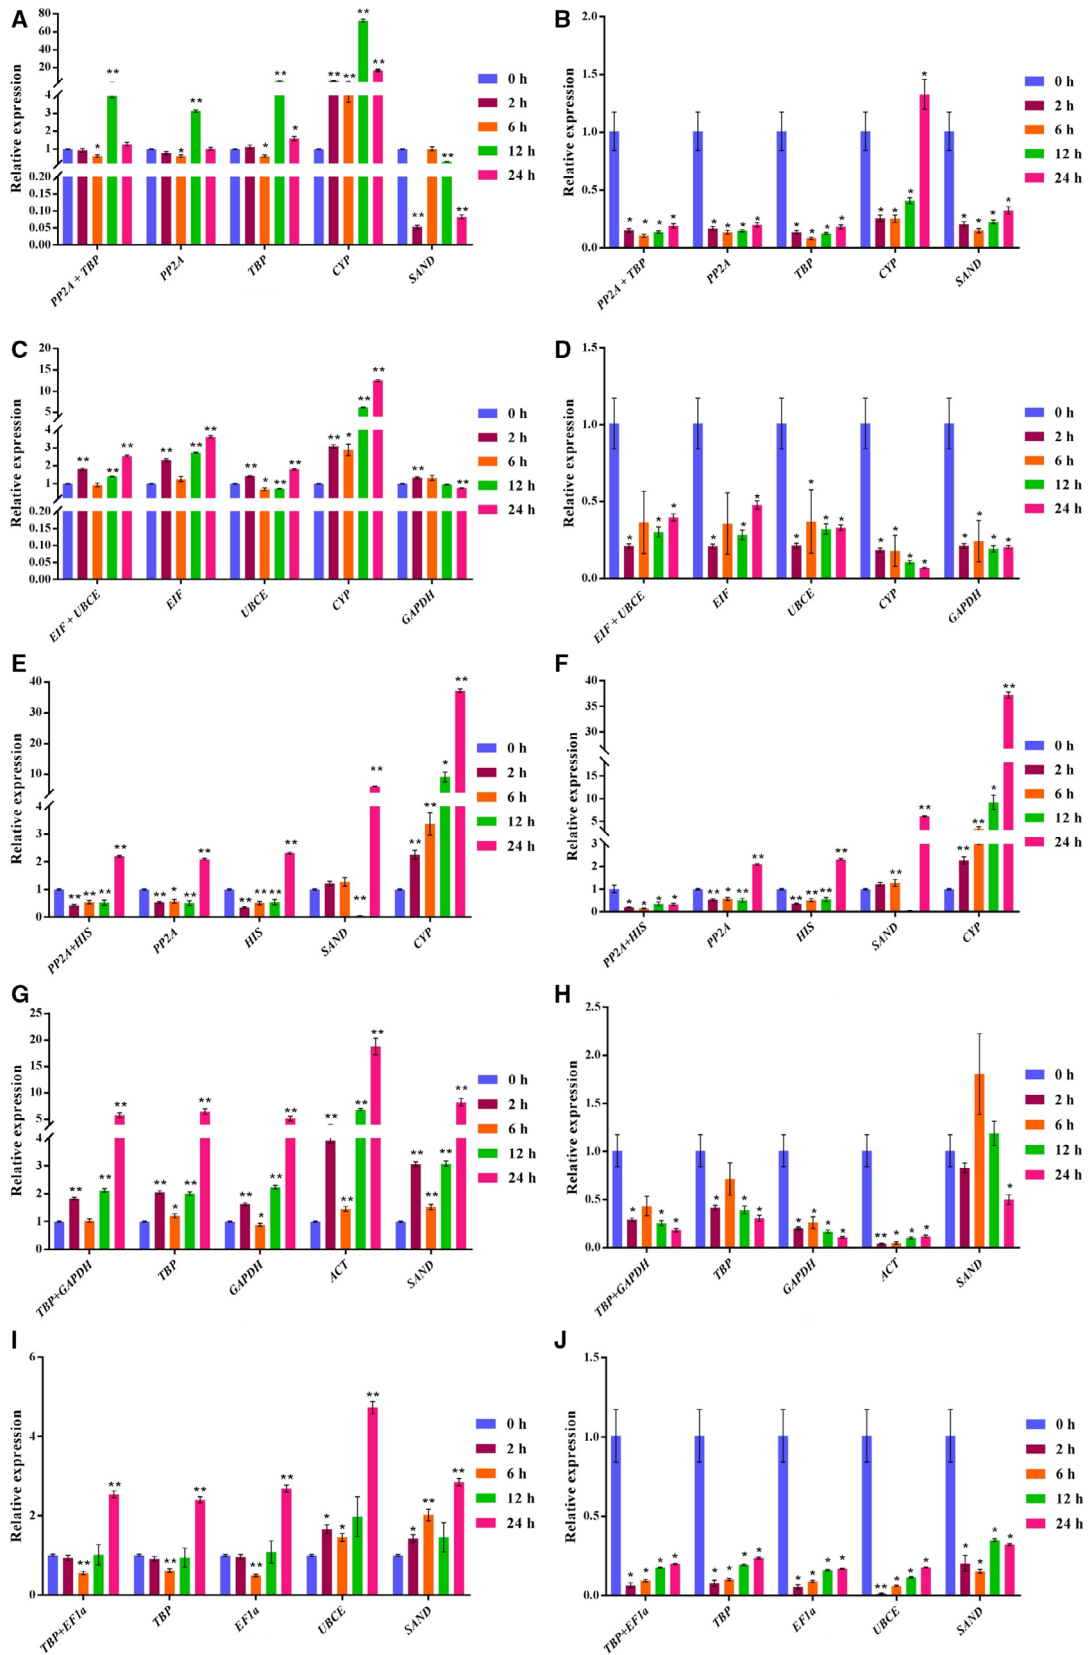 A
Relative expression
80
60
40
20
4
3
2
1
0.20
0.15
0.10
0.05
0.00
** ** ** ** ** ** ** * * * * ** ** **
PP2A + TBP PP2A TBP CYP SAND
0 h
2 h
6 h
12 h
24 h
B
Relative expression
2.0
1.5
1.0
0.5
0.0
* * * * * * * * * * * * * * * * * * * *
PP2A + TBP PP2A TBP CYP SAND
0 h
2 h
6 h
12 h
24 h
C
Relative expression
20
15
10
5
4
3
2
1
0.20
0.15
0.10
0.05
0.00
** ** ** ** ** ** ** * ** ** ** * ** ** ** **
EIF + UBCE EIF UBCE CYP GAPDH
0 h
2 h
6 h
12 h
24 h
D
Relative expression
1.5
1.0
0.5
0.0
* * * * * * * * * * * * * * * * * *
EIF + UBCE EIF UBCE CYP GAPDH
0 h
2 h
6 h
12 h
24 h
E
Relative expression
40
30
20
10
4
3
2
1
0
** ** ** ** ** * ** ** ** ** ** ** ** ** ** ** * **
PP2A+HIS PP2A HIS SAND CYP
0 h
2 h
6 h
12 h
24 h
F
Relative expression
40
35
30
15
10
5
3
2
1
0
* * * * ** * ** ** ** ** ** ** ** ** ** ** * **
PP2A+HIS PP2A HIS SAND CYP
0 h
2 h
6 h
12 h
24 h
G
Relative expression
25
20
15
10
5
4
3
2
1
0
** ** ** ** * ** ** ** * ** ** ** ** ** ** ** ** ** **
TBP+GAPDH TBP GAPDH ACT SAND
0 h
2 h
6 h
12 h
24 h
H
Relative expression
2.5
2.0
1.5
1.0
0.5
0.0
* * * * * * * * * * ** * * * *
TBP+GAPDH TBP GAPDH ACT SAND
0 h
2 h
6 h
12 h
24 h
I
Relative expression
6
4
2
0
** ** ** ** ** ** * * ** * ** **
TBP+EF1a TBP EF1a UBCE SAND
0 h
2 h
6 h
12 h
24 h
J
Relative expression
1.5
1.0
0.5
0.0
* * * * * * * * * * * * ** * * * * * * *
TBP+EF1a TBP EF1a UBCE SAND
0 h
2 h
6 h
12 h
24 h